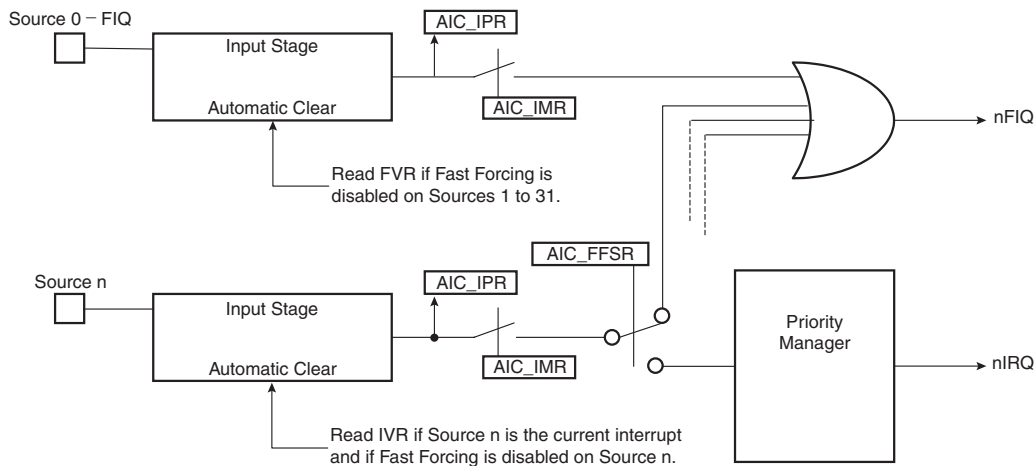 Source 0 – FIQ
AIC_IPR
Input Stage
Automatic Clear
AIC_IMR
nFIQ
Read FVR if Fast Forcing is
disabled on Sources 1 to 31.
AIC_FFSR
Source n
AIC_IPR
Input Stage
Priority
Manager
Automatic Clear
AIC_IMR
nIRQ
Read IVR if Source n is the current interrupt
and if Fast Forcing is disabled on Source n.